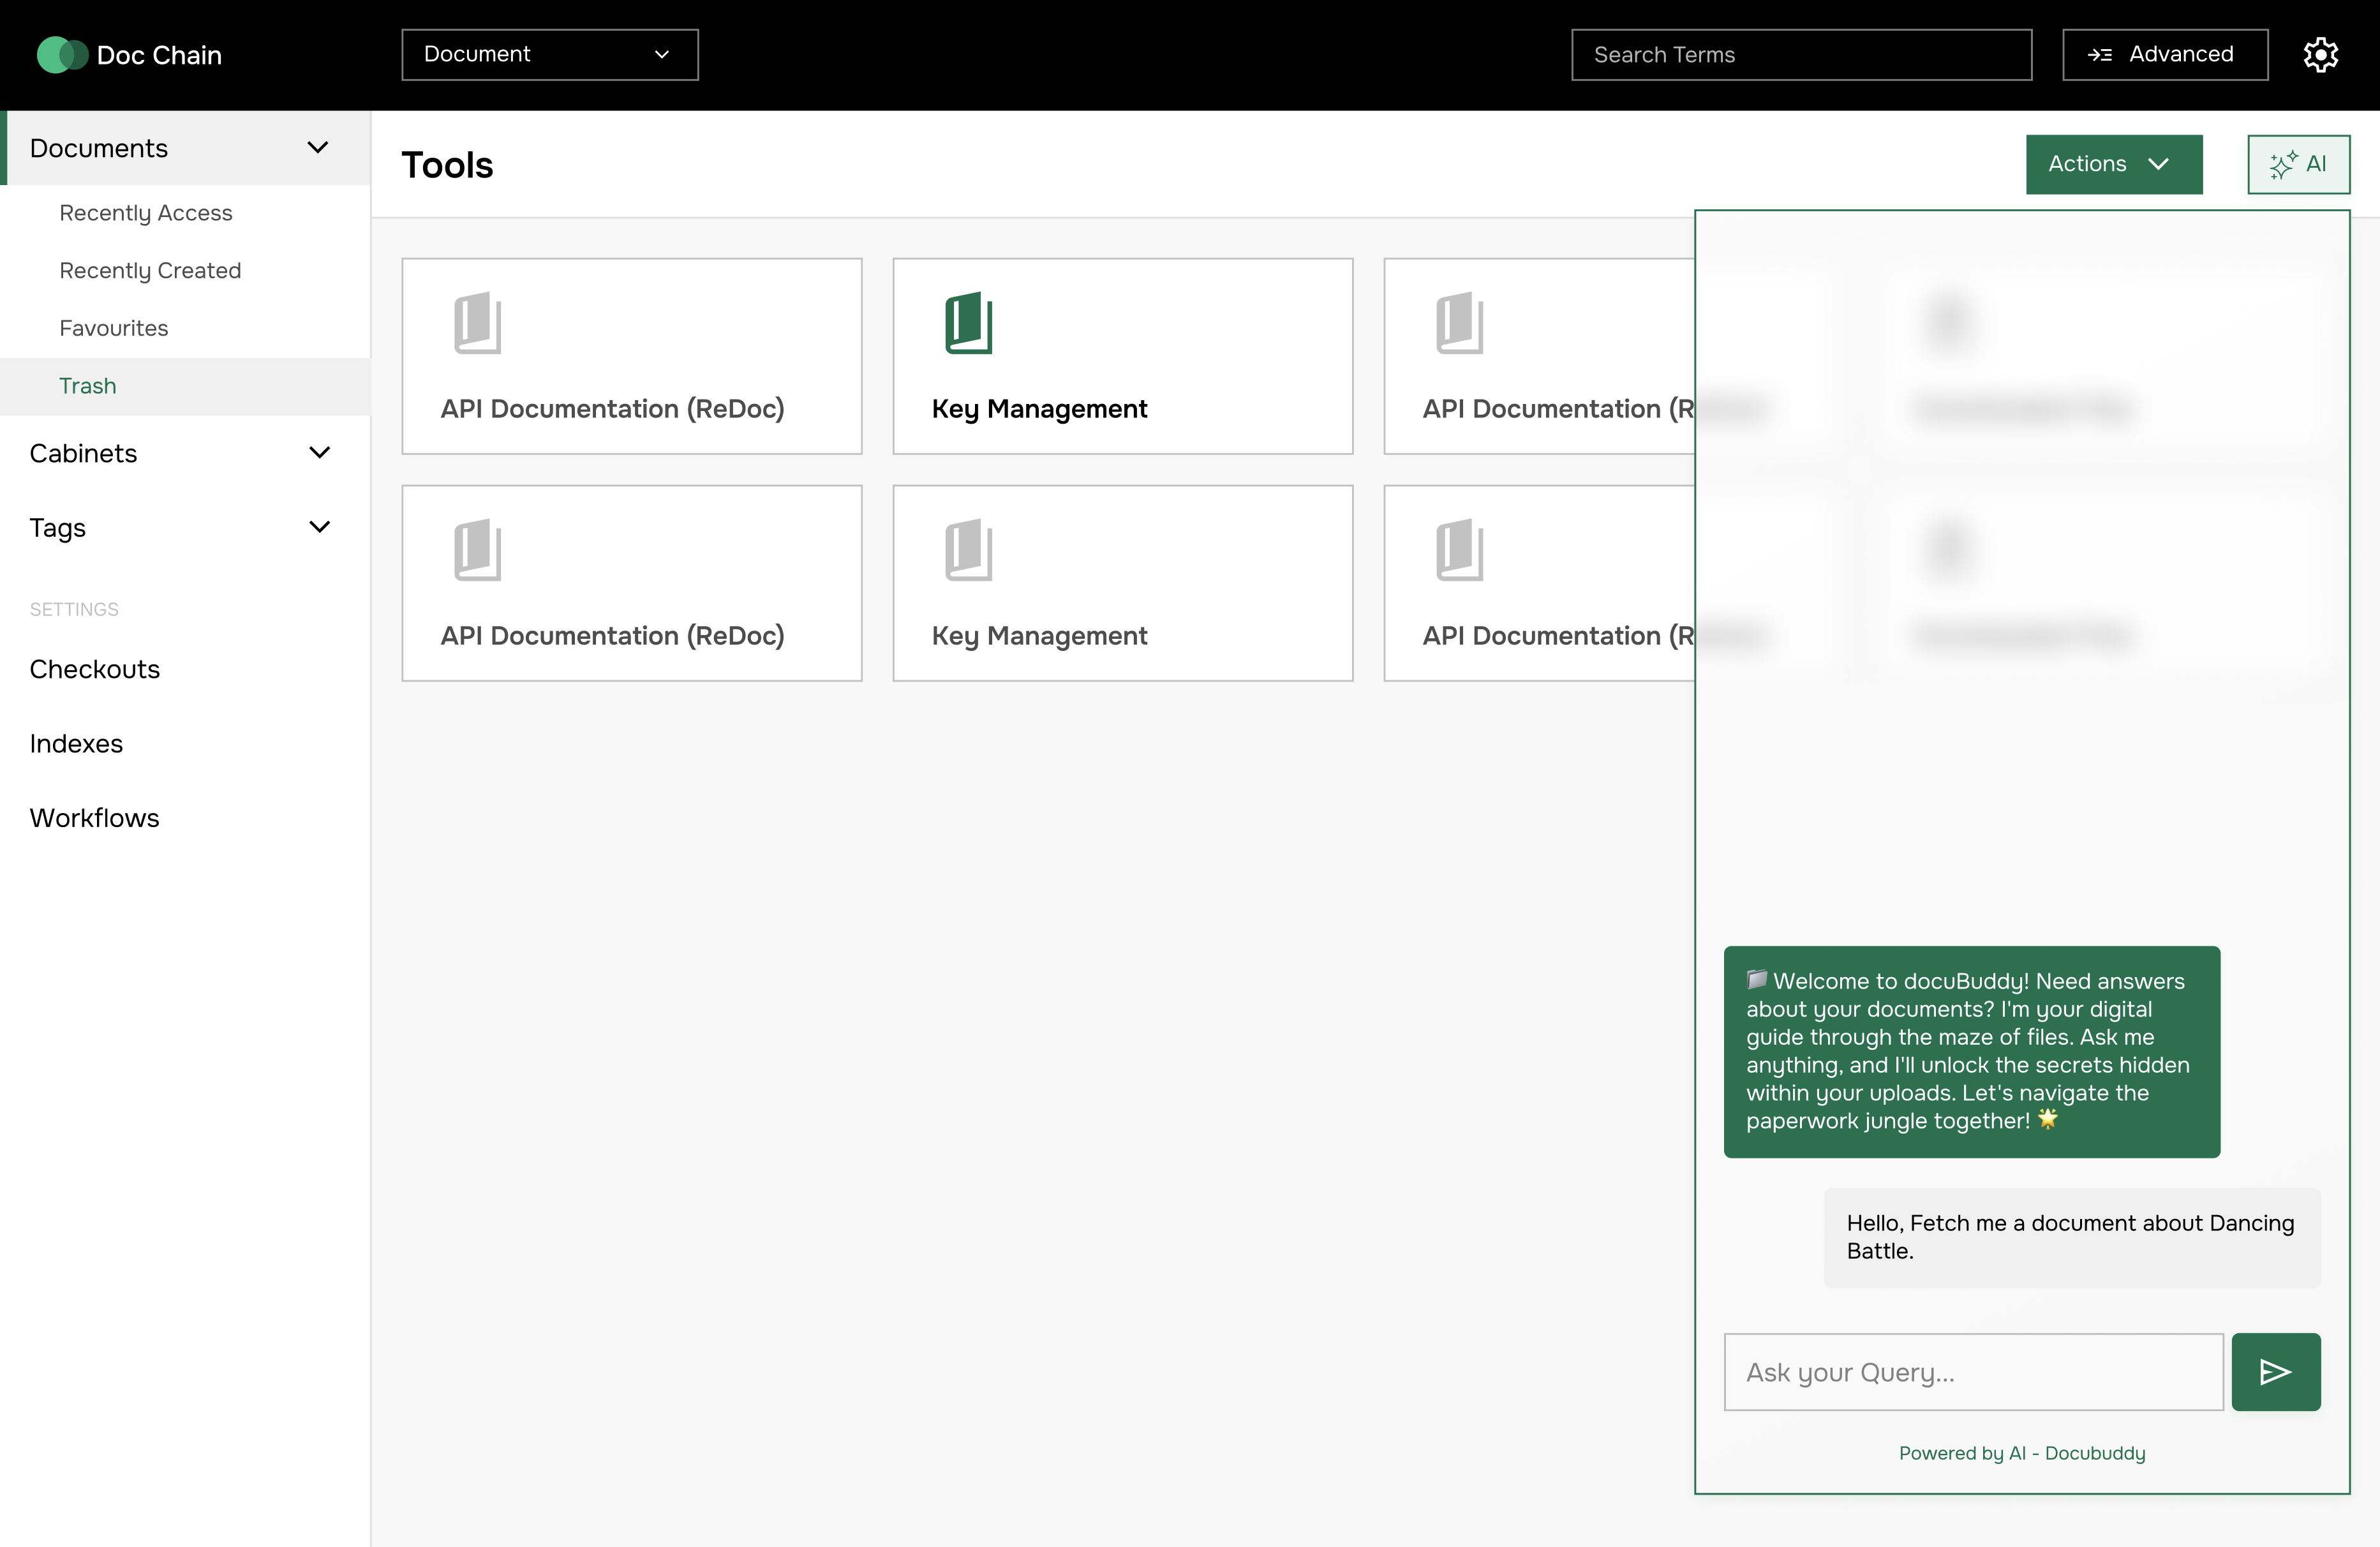 Doc Chain
Document
Search Terms
Advanced
Documents
Recently Access
Recently Created
Favourites
Trash
Cabinets
Tags
SETTINGS
Checkouts
Indexes
Workflows
Tools
Actions
AI
API Documentation (ReDoc)
Key Management
API Documentation (R
API Documentation (ReDoc)
Key Management
API Documentation (R
📁 Welcome to docuBuddy! Need answers
about your documents? I'm your digital
guide through the maze of files. Ask me
anything, and I'll unlock the secrets hidden
within your uploads. Let's navigate the
paperwork jungle together! 🌟
Hello, Fetch me a document about Dancing
Battle.
Ask your Query...
Powered by AI - Docubuddy